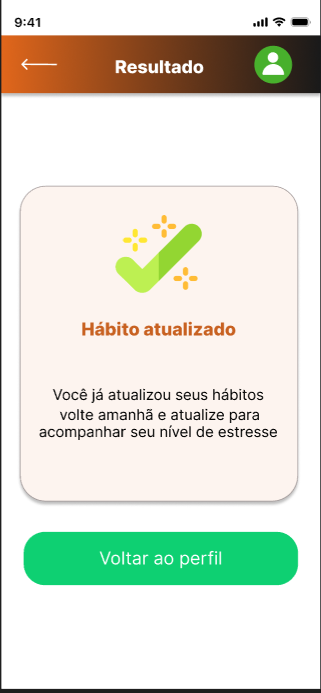 9:41
Resultado
Hábito atualizado
Você já atualizou seus hábitos
volte amanhã e atualize para
acompanhar seu nível de estresse
Voltar ao perfil